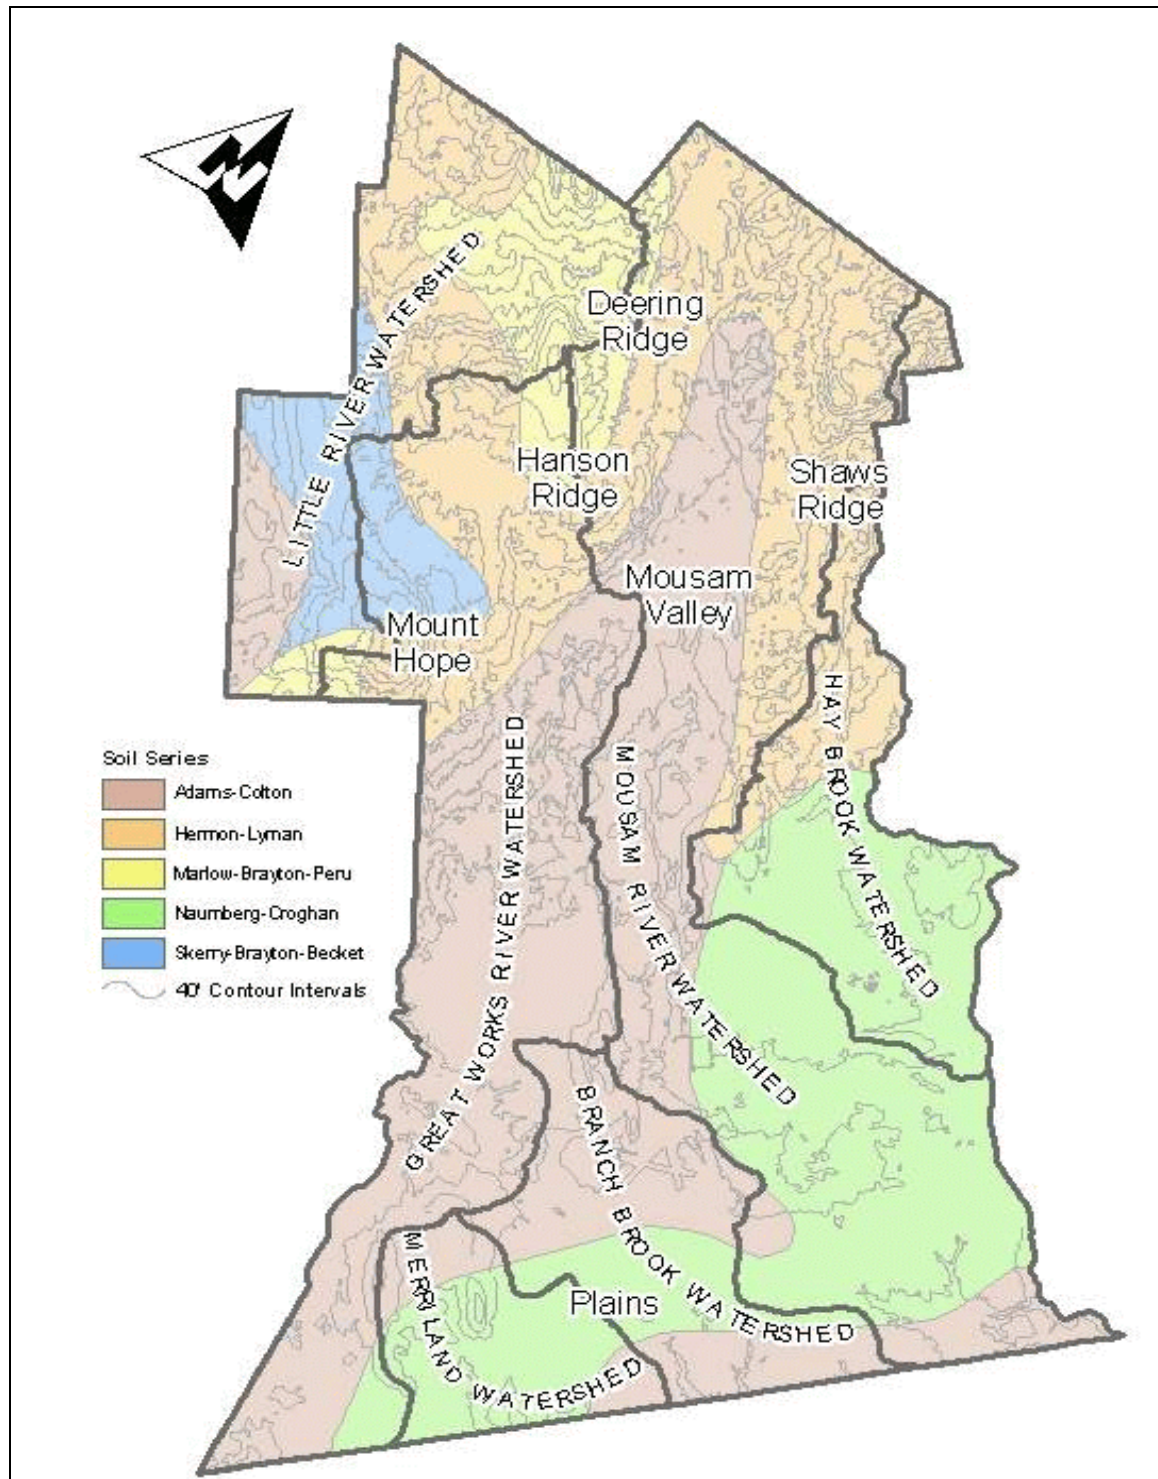 N
Deering
Ridge
LITTLE RIVER WATERSHED
Hanson
Ridge
Shaws
Ridge
Mousam
Valley
Mount
Hope
HAY BROOK WATERSHED
GREAT WORKS RIVER WATERSHED
MOUSAM RIVER WATERSHED
Soil Series
Adams-Colton
Hermon-Lyman
Marlow-Brayton-Peru
Naumberg-Croghan
Skerry-Brayton-Becket
40' Contour Intervals
BRANCH BROOK WATERSHED
MERRILAND WATERSHED
Plains